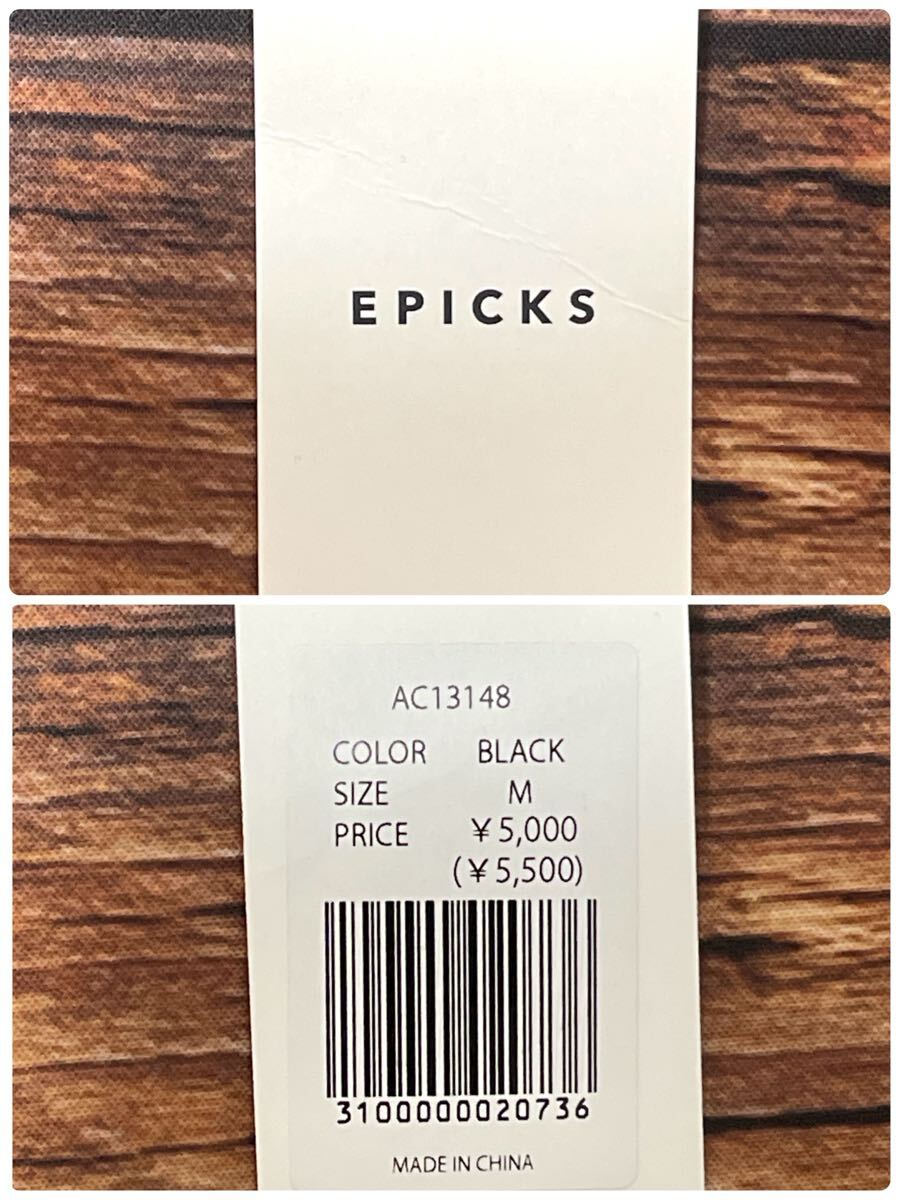 EPICKS
AC13148
COLOR BLACK
SIZE M
PRICE ¥5,000
(¥5,500)
3100000020736
MADE IN CHINA